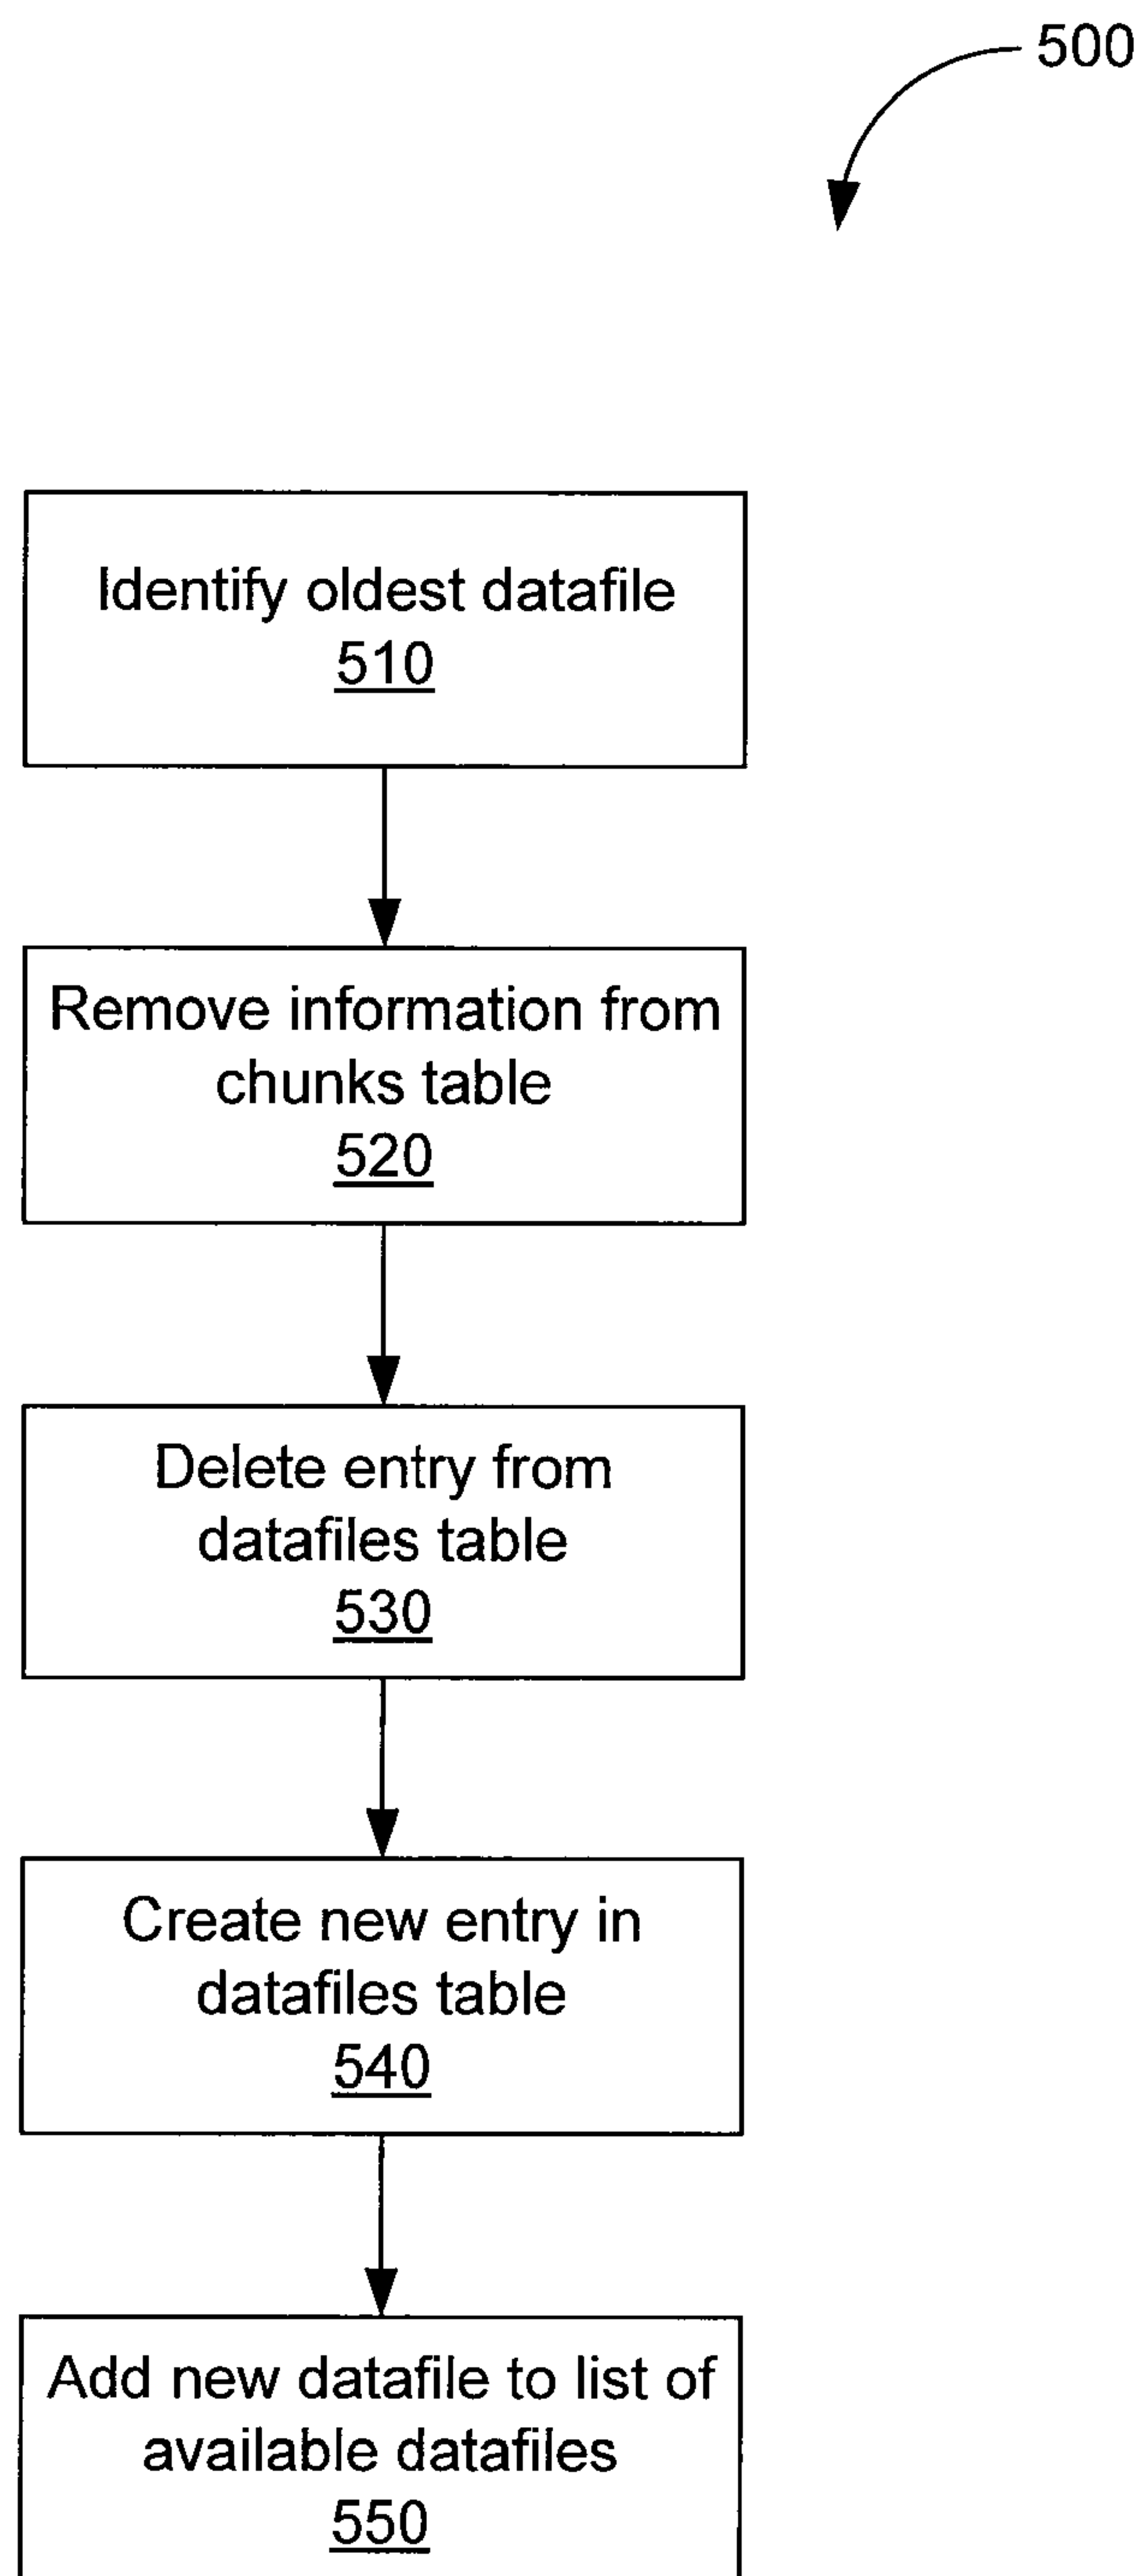 500
Identify oldest datafile
510
Remove information from
chunks table
520
Delete entry from
datafiles table
530
Create new entry in
datafiles table
540
Add new datafile to list of
available datafiles
550